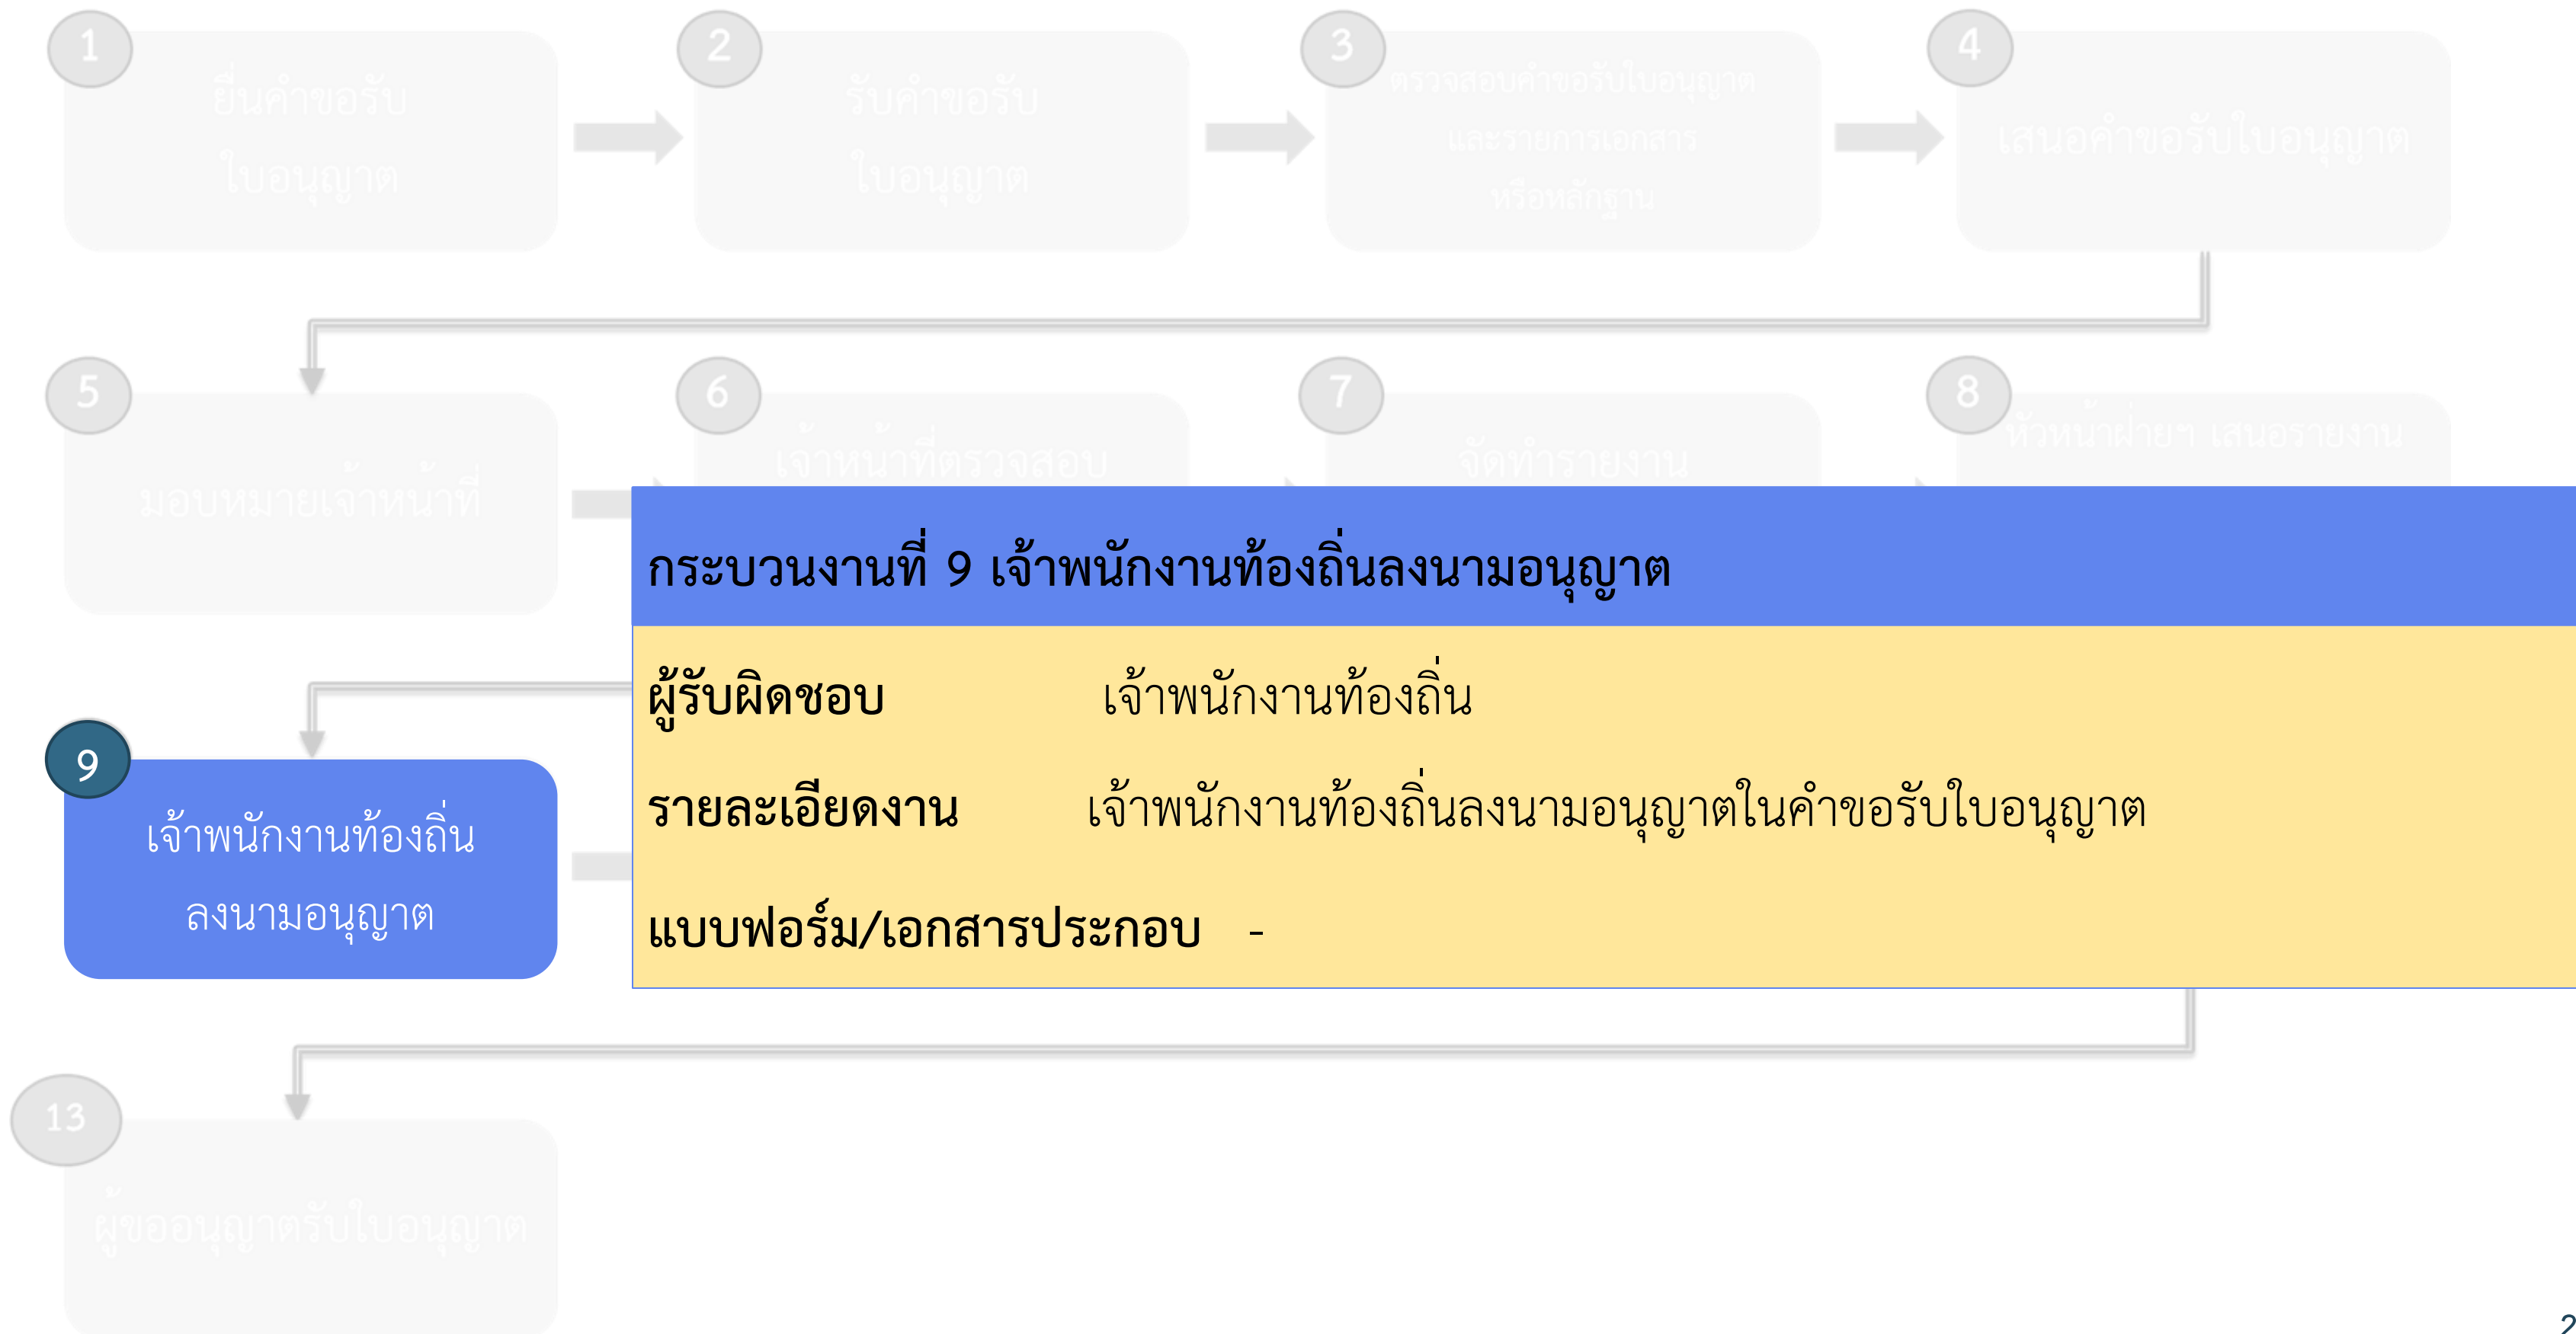 1
ยื่นคำขอรับ
ใบอนุญาต
2
รับคำขอรับ
ใบอนุญาต
3
ตรวจสอบคำขอรับใบอนุญาต
และรายการเอกสาร
หรือหลักฐาน
4
เสนอคำขอรับใบอนุญาต
5
มอบหมายเจ้าหน้าที่
6
เจ้าหน้าที่ตรวจสอบ
7
จัดทำรายงาน
8
หัวหน้าฝ่ายฯ เสนอรายงาน
9
เจ้าพนักงานท้องถิ่น
ลงนามอนุญาต
กระบวนงานที่ 9 เจ้าพนักงานท้องถิ่นลงนามอนุญาต
ผู้รับผิดชอบ เจ้าพนักงานท้องถิ่น
รายละเอียดงาน เจ้าพนักงานท้องถิ่นลงนามอนุญาตในคำขอรับใบอนุญาต
แบบฟอร์ม/เอกสารประกอบ -
13
ผู้ขออนุญาตรับใบอนุญาต
2